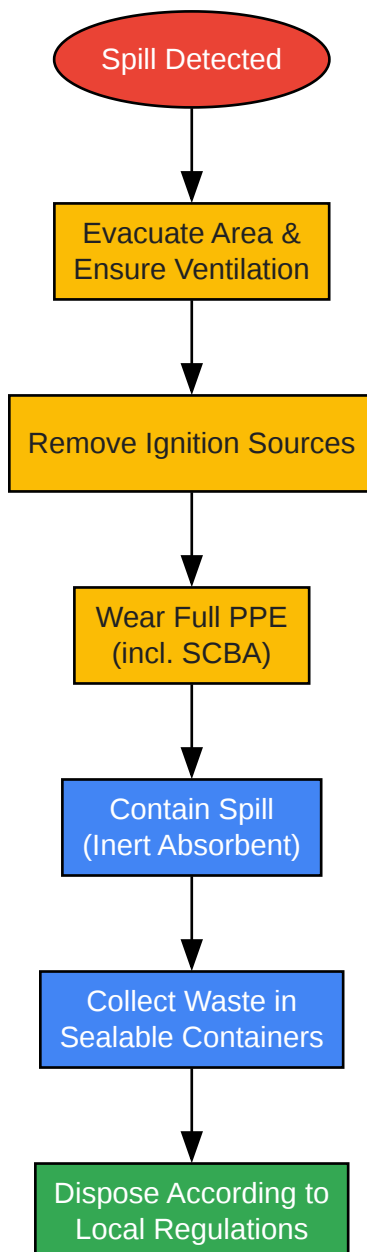 Spill Detected
Evacuate Area &
Ensure Ventilation
Remove Ignition Sources
Wear Full PPE
(incl. SCBA)
Contain Spill
(Inert Absorbent)
Collect Waste in
Sealable Containers
Dispose According to
Local Regulations